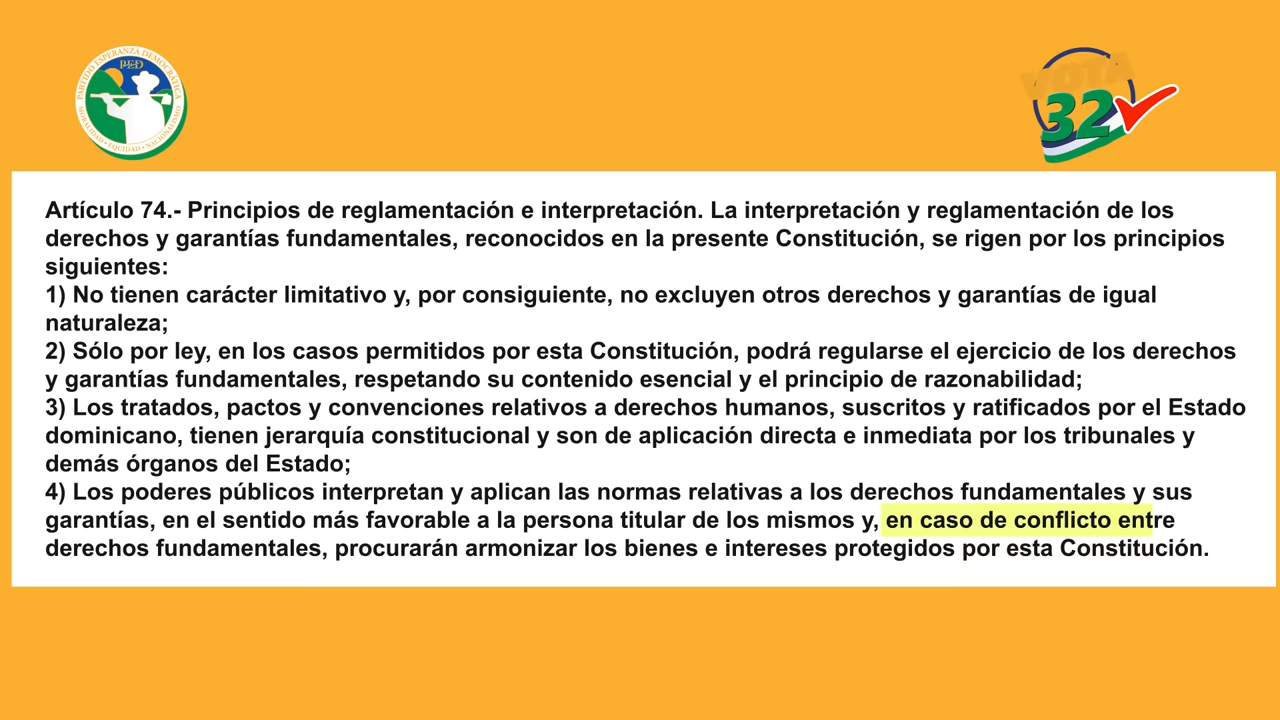 PARTIDO ESPERANZA DEMOCRÁTICA
PED
MORALIDAD • EQUIDAD • NACIONALISMO
VOTA
32
Artículo 74.- Principios de reglamentación e interpretación. La interpretación y reglamentación de los
derechos y garantías fundamentales, reconocidos en la presente Constitución, se rigen por los principios
siguientes:
1) No tienen carácter limitativo y, por consiguiente, no excluyen otros derechos y garantías de igual
naturaleza;
2) Sólo por ley, en los casos permitidos por esta Constitución, podrá regularse el ejercicio de los derechos
y garantías fundamentales, respetando su contenido esencial y el principio de razonabilidad;
3) Los tratados, pactos y convenciones relativos a derechos humanos, suscritos y ratificados por el Estado
dominicano, tienen jerarquía constitucional y son de aplicación directa e inmediata por los tribunales y
demás órganos del Estado;
4) Los poderes públicos interpretan y aplican las normas relativas a los derechos fundamentales y sus
garantías, en el sentido más favorable a la persona titular de los mismos y, en caso de conflicto entre
derechos fundamentales, procurarán armonizar los bienes e intereses protegidos por esta Constitución.